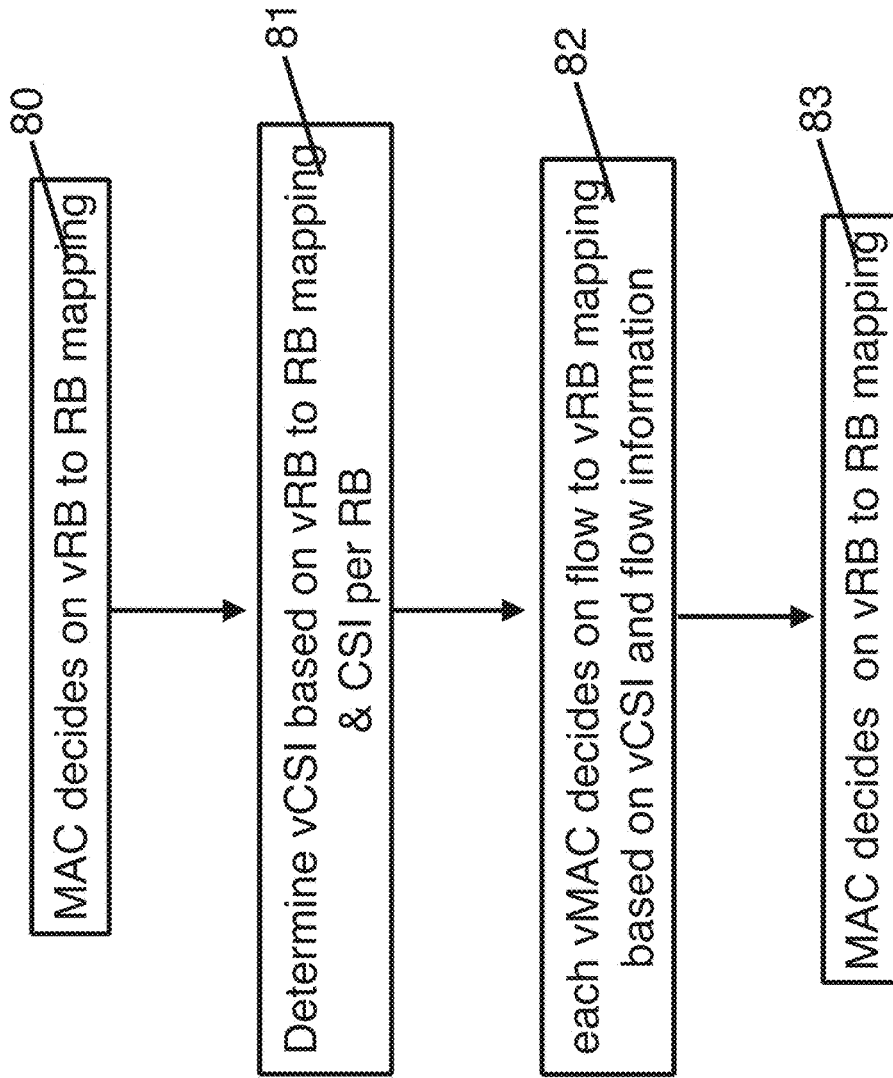 80
MAC decides on vRB to RB mapping
81
Determine vCSI based on vRB to RB mapping
& CSI per RB
82
each vMAC decides on flow to vRB mapping
based on vCSI and flow information
83
MAC decides on vRB to RB mapping